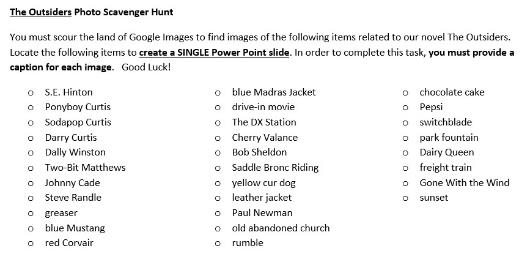 The Outsiders Photo Scavenger Hunt
You must scour the land of Google Images to find images of the following items related to our novel The Outsiders.
Locate the following items to create a SINGLE Power Point slide. In order to complete this task, you must provide a
caption for each image. Good Luck!
o S.E. Hinton
o Ponyboy Curtis
o Sodapop Curtis
o Darry Curtis
o Dally Winston
o Two-Bit Matthews
o Johnny Cade
o Steve Randle
o greaser
o blue Mustang
o red Corvair
o blue Madras Jacket
o drive-in movie
o The DX Station
o Cherry Valance
o Bob Sheldon
o Saddle Bronc Riding
o yellow cur dog
o leather jacket
o Paul Newman
o old abandoned church
o rumble
o chocolate cake
o Pepsi
o switchblade
o park fountain
o Dairy Queen
o freight train
o Gone With the Wind
o sunset